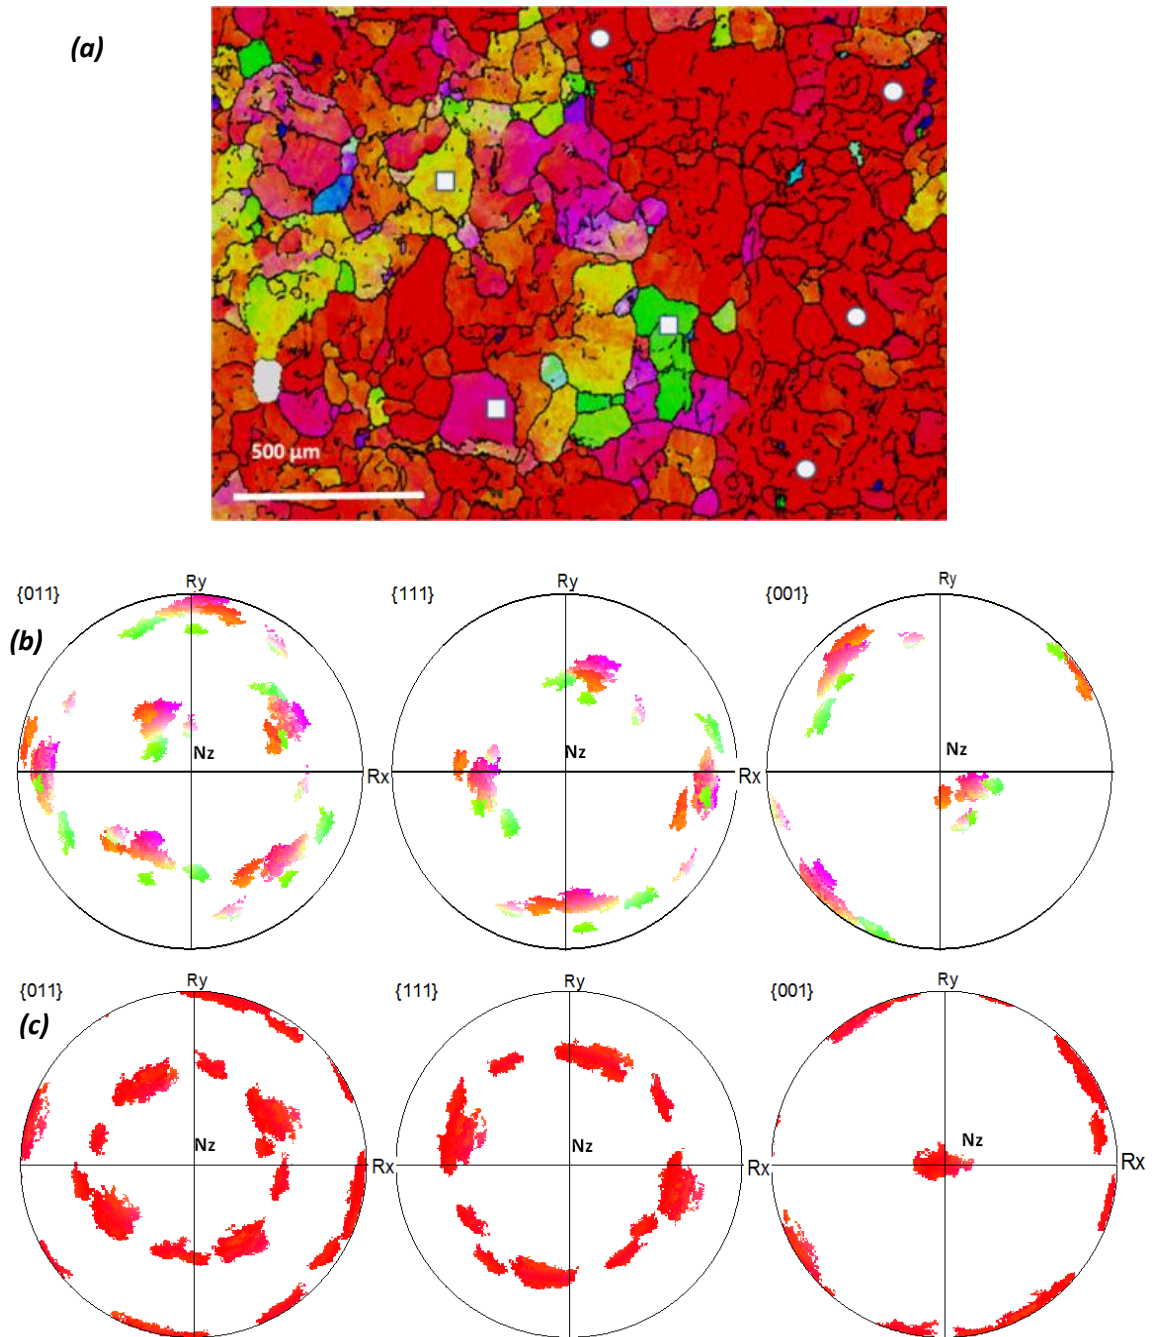 (a)
500 µm
{011}
Ry
{111}
{001}
Ry
(b)
Nz
Nz
Nz
Rx
Rx
{011}
Ry
{111}
Ry
{001}
Ry
(c)
Nz
Nz
Nz
Rx
Rx
Rx